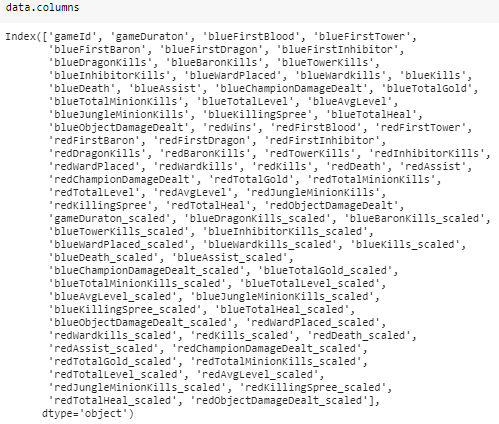 data.columns
Index(['gameId', 'gameDuraton', 'blueFirstBlood', 'blueFirstTower',
'blueFirstBaron', 'blueFirstDragon', 'blueFirstInhibitor',
'blueDragonKills', 'blueBaronKills', 'blueTowerKills',
'blueInhibitorKills', 'blueWardPlaced', 'blueWardkills', 'blueKills',
'blueDeath', 'blueAssist', 'blueChampionDamageDealt', 'blueTotalGold',
'blueTotalMinionKills', 'blueTotalLevel', 'blueAvgLevel',
'blueJungleMinionKills', 'blueKillingSpree', 'blueTotalHeal',
'blueObjectDamageDealt', 'redWins', 'redFirstBlood', 'redFirstTower',
'redFirstBaron', 'redFirstDragon', 'redFirstInhibitor',
'redDragonKills', 'redBaronKills', 'redTowerKills', 'redInhibitorKills',
'redWardPlaced', 'redWardkills', 'redKills', 'redDeath', 'redAssist',
'redChampionDamageDealt', 'redTotalGold', 'redTotalMinionKills',
'redTotalLevel', 'redAvgLevel', 'redJungleMinionKills',
'redKillingSpree', 'redTotalHeal', 'redObjectDamageDealt',
'gameDuraton_scaled', 'blueDragonKills_scaled', 'blueBaronKills_scaled',
'blueTowerKills_scaled', 'blueInhibitorKills_scaled',
'blueWardPlaced_scaled', 'blueWardkills_scaled', 'blueKills_scaled',
'blueDeath_scaled', 'blueAssist_scaled',
'blueChampionDamageDealt_scaled', 'blueTotalGold_scaled',
'blueTotalMinionKills_scaled', 'blueTotalLevel_scaled',
'blueAvgLevel_scaled', 'blueJungleMinionKills_scaled',
'blueKillingSpree_scaled', 'blueTotalHeal_scaled',
'blueObjectDamageDealt_scaled', 'redWardPlaced_scaled',
'redWardkills_scaled', 'redKills_scaled', 'redDeath_scaled',
'redAssist_scaled', 'redChampionDamageDealt_scaled',
'redTotalGold_scaled', 'redTotalMinionKills_scaled',
'redTotalLevel_scaled', 'redAvgLevel_scaled',
'redJungleMinionKills_scaled', 'redKillingSpree_scaled',
'redTotalHeal_scaled', 'redObjectDamageDealt_scaled'],
dtype='object')